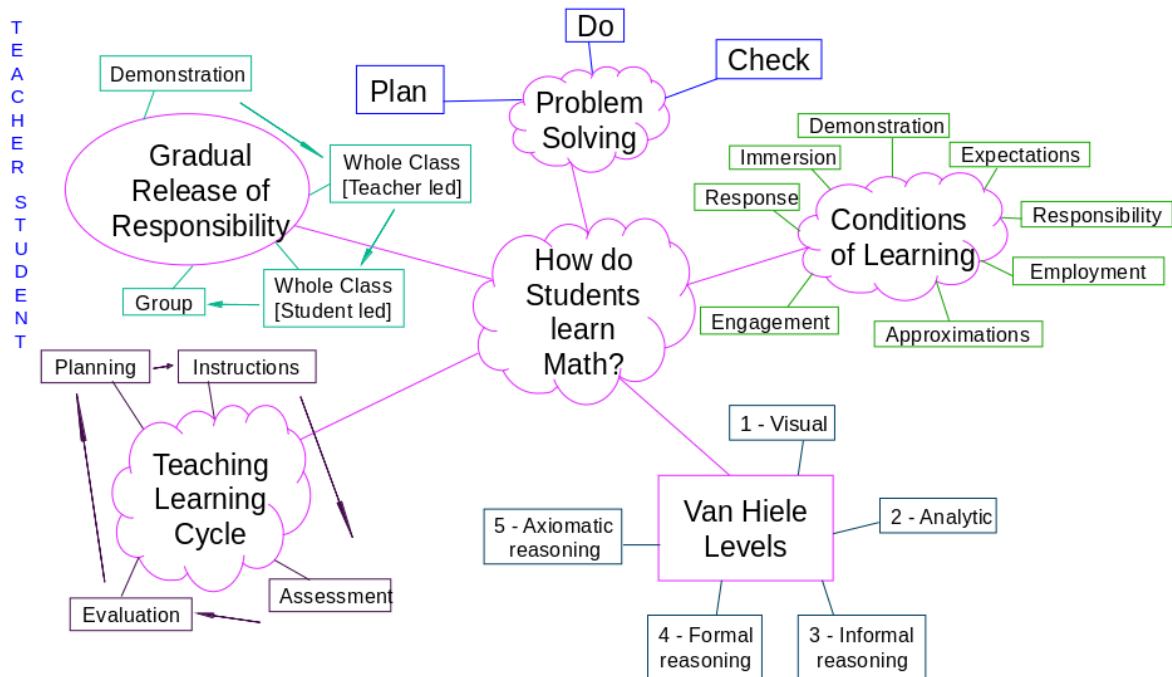 TEACHER STUDENT
Demonstration
Gradual
Release of
Responsibility
Whole Class
[Teacher led]
Whole Class
[Student led]
Group
Do
Plan
Check
Problem
Solving
Demonstration
Immersion
Expectations
Response
Responsibility
Conditions
of Learning
Employment
Engagement
Approximations
How do
Students
learn
Math?
Planning
Instructions
Teaching
Learning
Cycle
Assessment
Evaluation
1 - Visual
Van Hiele
Levels
2 - Analytic
5 - Axiomatic
reasoning
4 - Formal
reasoning
3 - Informal
reasoning